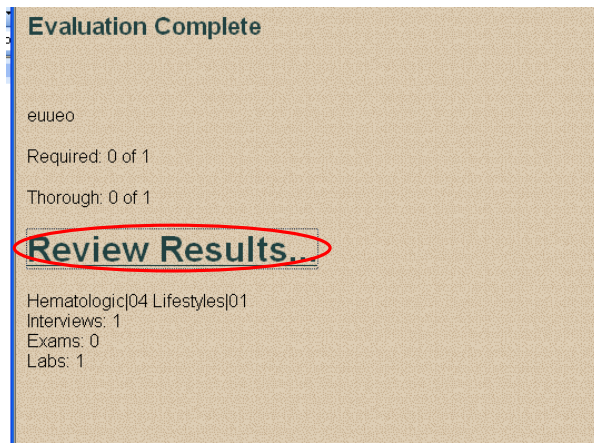 Evaluation Complete
euueo
Required: 0 of 1
Thorough: 0 of 1
Review Results...
Hematologic|04 Lifestyles|01
Interviews: 1
Exams: 0
Labs: 1